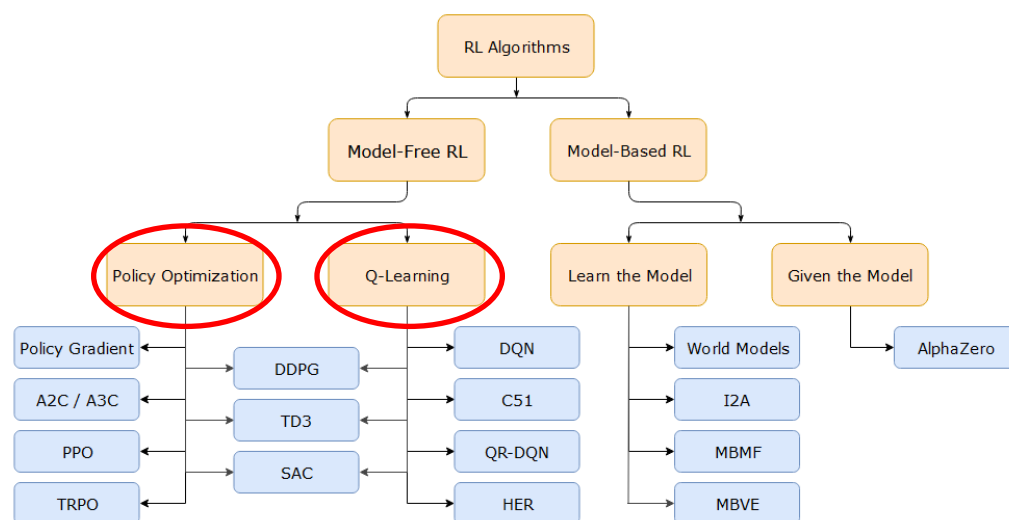 RL Algorithms
Model-Free RL
Model-Based RL
Policy Optimization
Q-Learning
Learn the Model
Given the Model
Policy Gradient
DDPG
DQN
World Models
AlphaZero
A2C / A3C
TD3
C51
I2A
PPO
SAC
QR-DQN
MBMF
TRPO
HER
MBVE